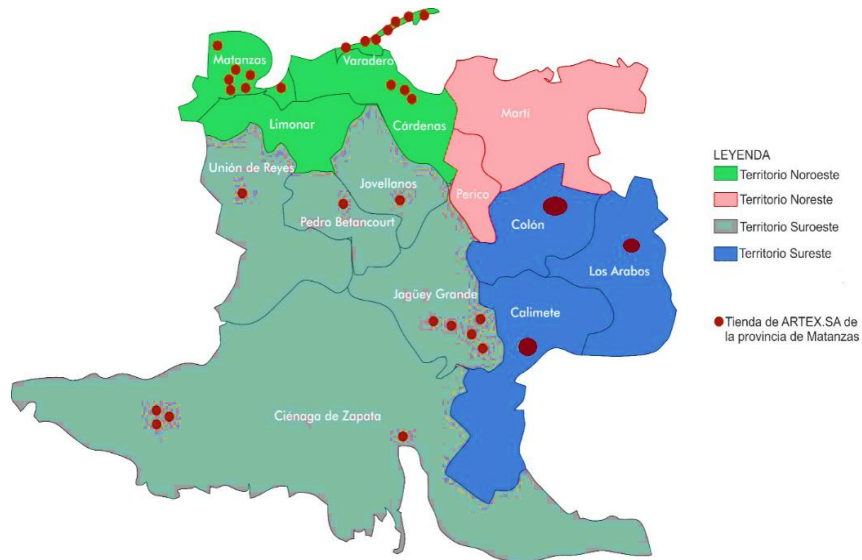 Matanzas
Varadero
Limonar
Cárdenas
Martí
Unión de Reyes
Jovellanos
Perico
Pedro Betancourt
Colón
Los Arabos
Jagüey Grande
Calimete
Ciénaga de Zapata
LEYENDA
Territorio Noroeste
Territorio Noreste
Territorio Suroeste
Territorio Sureste
Tienda de ARTEX.SA de
la provincia de Matanzas